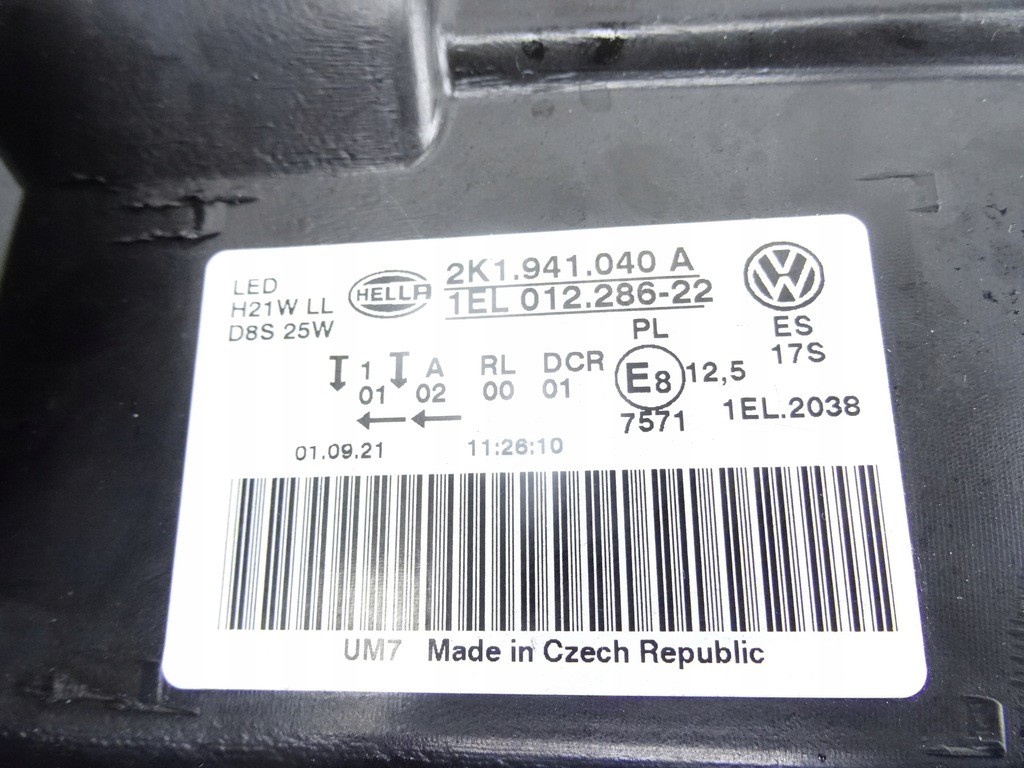 LED
H21W LL
D8S 25W
HELLA
2K1.941.040 A
1EL 012.286-22
PL
ES
17S
1 A RL DCR
01 02 00 01
E8 12,5
7571
1EL.2038
01.09.21 11:26:10
UM7 Made in Czech Republic